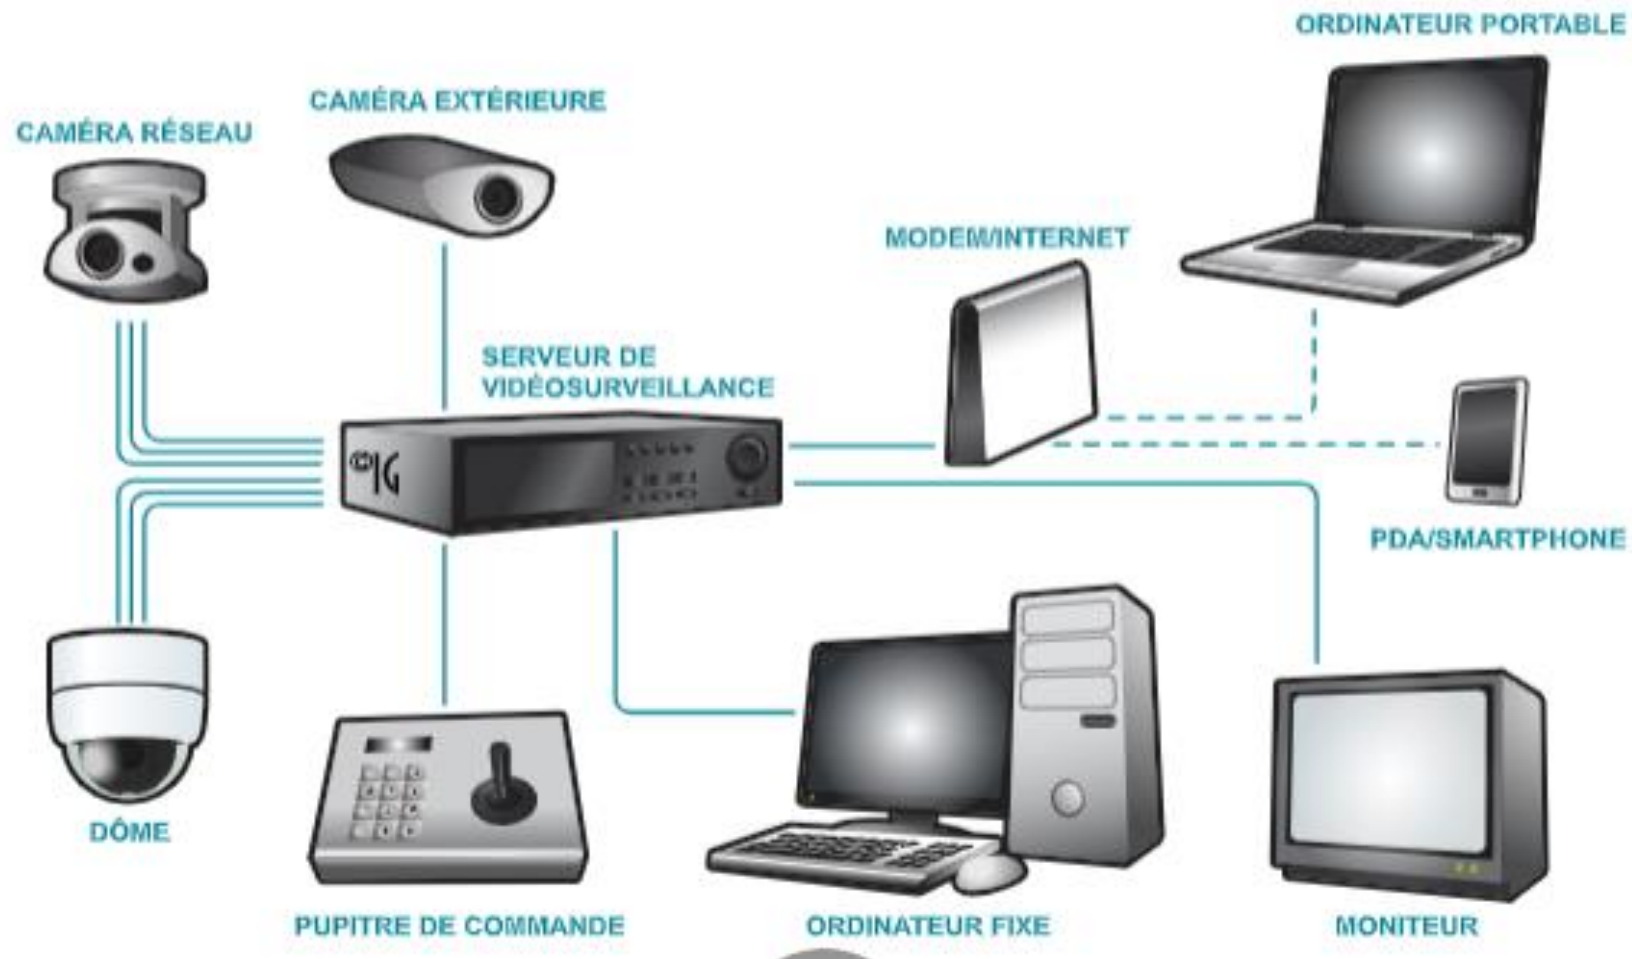 ORDINATEUR PORTABLE
CAMÉRA EXTÉRIEURE
CAMÉRA RÉSEAU
MODEM/INTERNET
SERVEUR DE
VIDÉOSURVEILLANCE
PDA/SMARTPHONE
DÔME
PUPITRE DE COMMANDE
ORDINATEUR FIXE
MONITEUR